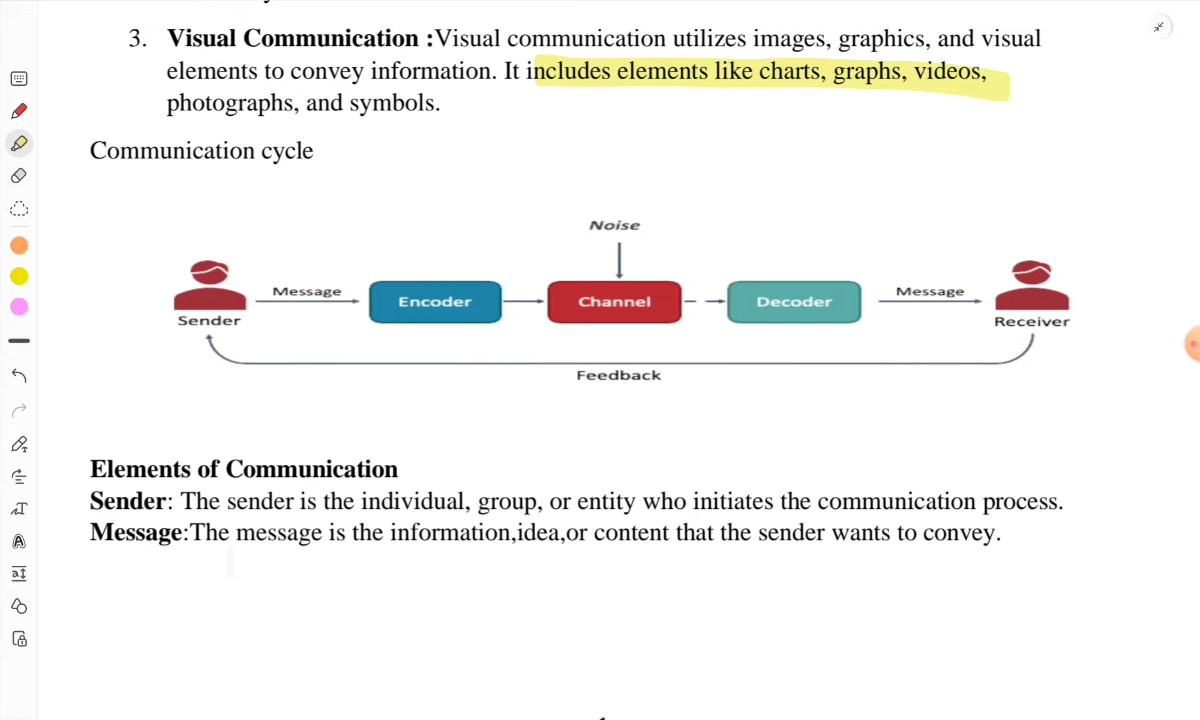 3. Visual Communication :Visual communication utilizes images, graphics, and visual
elements to convey information. It includes elements like charts, graphs, videos,
photographs, and symbols.
Communication cycle
Noise
Message
Encoder
Channel
Decoder
Message
Sender
Receiver
Feedback
Elements of Communication
Sender: The sender is the individual, group, or entity who initiates the communication process.
Message:The message is the information,idea,or content that the sender wants to convey.